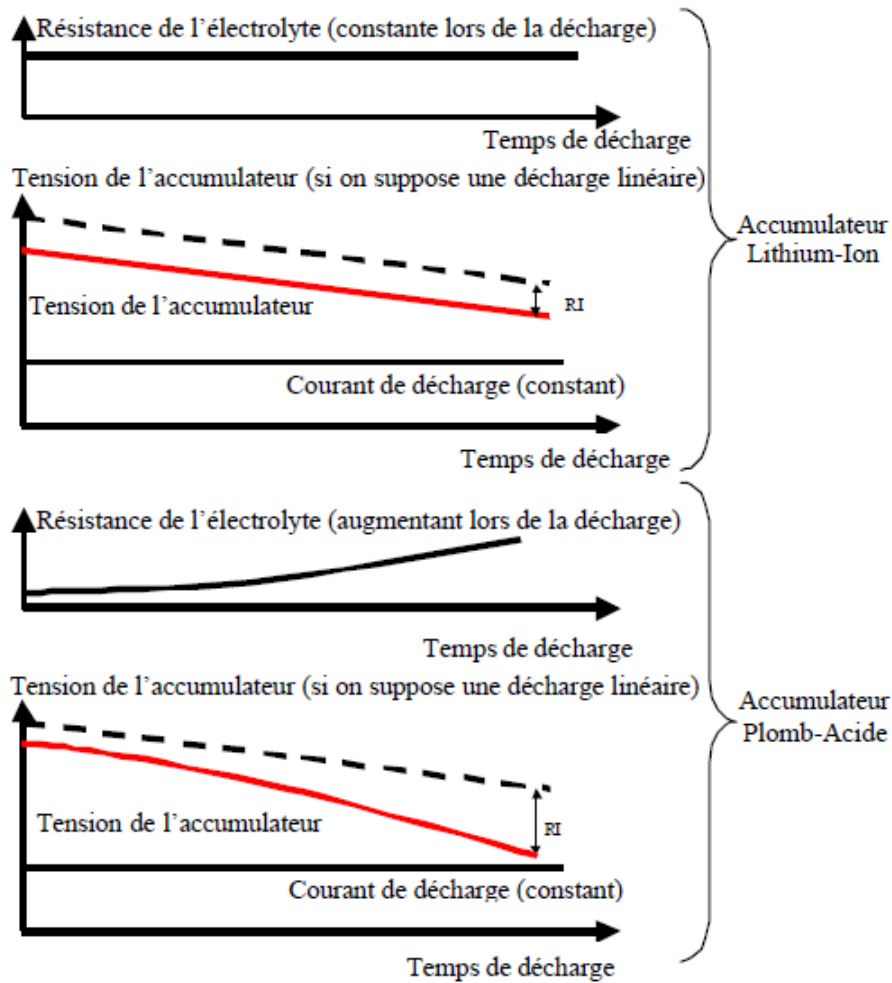 Résistance de l’électrolyte (constante lors de la décharge)
Temps de décharge
Tension de l’accumulateur (si on suppose une décharge linéaire)
Tension de l’accumulateur
RI
Courant de décharge (constant)
Temps de décharge
Accumulateur
Lithium-Ion
Résistance de l’électrolyte (augmentant lors de la décharge)
Temps de décharge
Tension de l’accumulateur (si on suppose une décharge linéaire)
Tension de l’accumulateur
RI
Courant de décharge (constant)
Temps de décharge
Accumulateur
Plomb-Acide